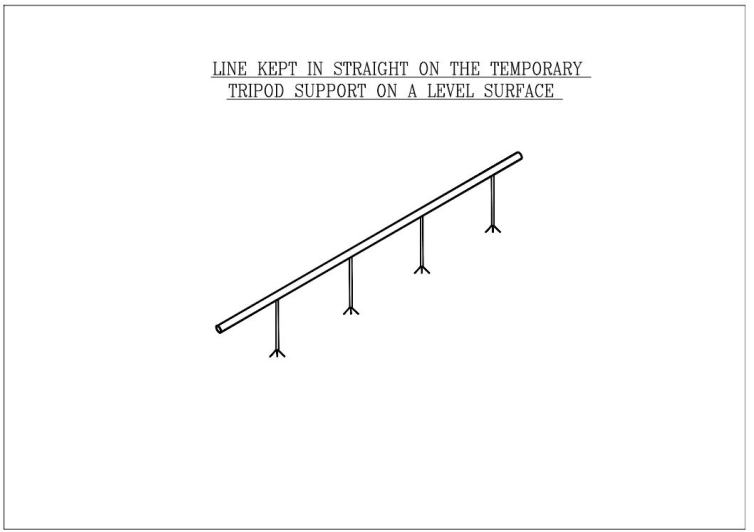 LINE KEPT IN STRAIGHT ON THE TEMPORARY
TRIPOD SUPPORT ON A LEVEL SURFACE